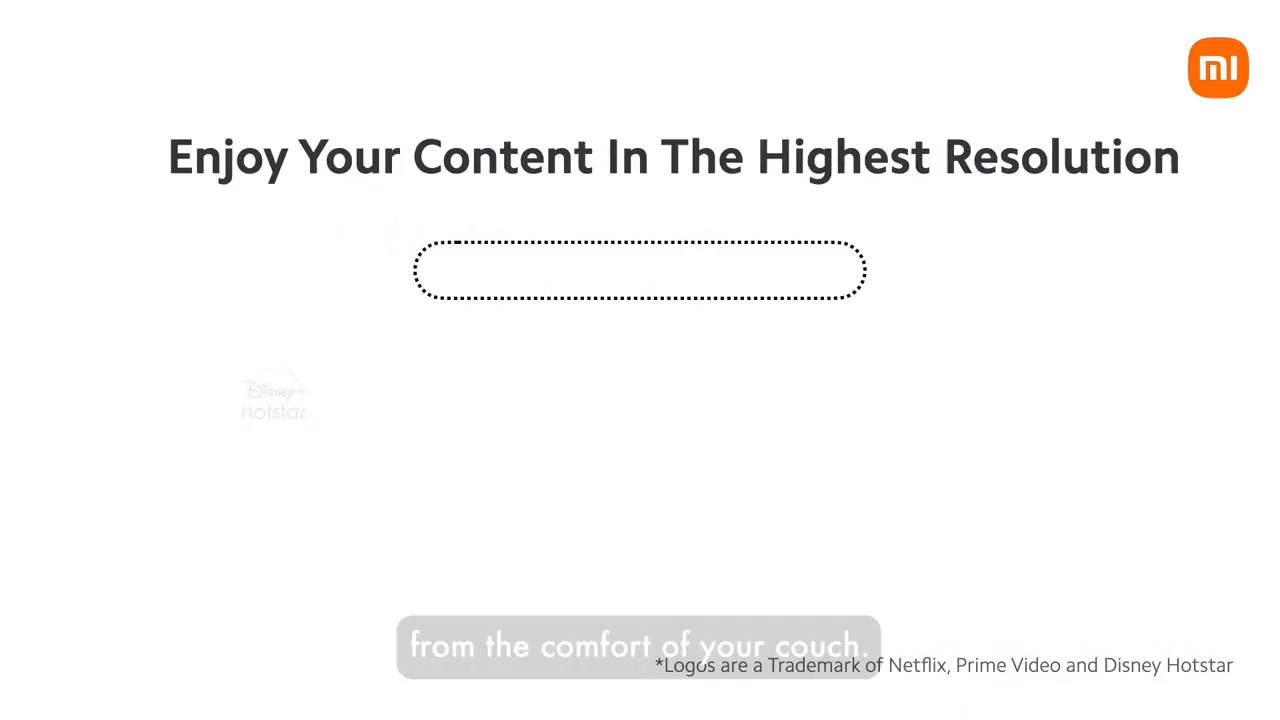 mi
Enjoy Your Content In The Highest Resolution
Disney+
hotstar
from the comfort of your couch.
*Logos are a Trademark of Netflix, Prime Video and Disney Hotstar